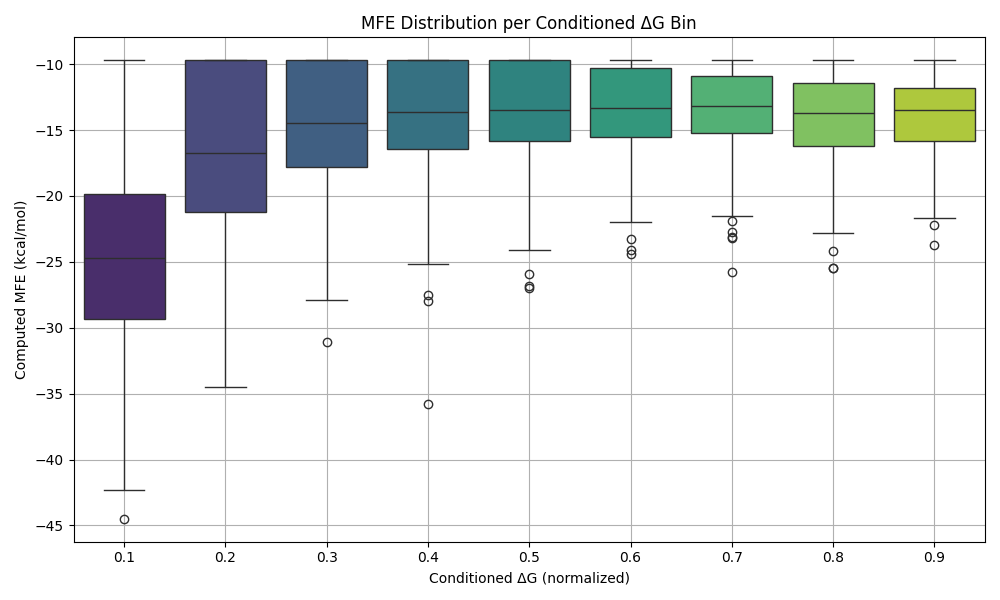 MFE Distribution per Conditioned ΔG Bin
Computed MFE (kcal/mol)
−10
−15
−20
−25
−30
−35
−40
−45
0.1 0.2 0.3 0.4 0.5 0.6 0.7 0.8 0.9
Conditioned ΔG (normalized)